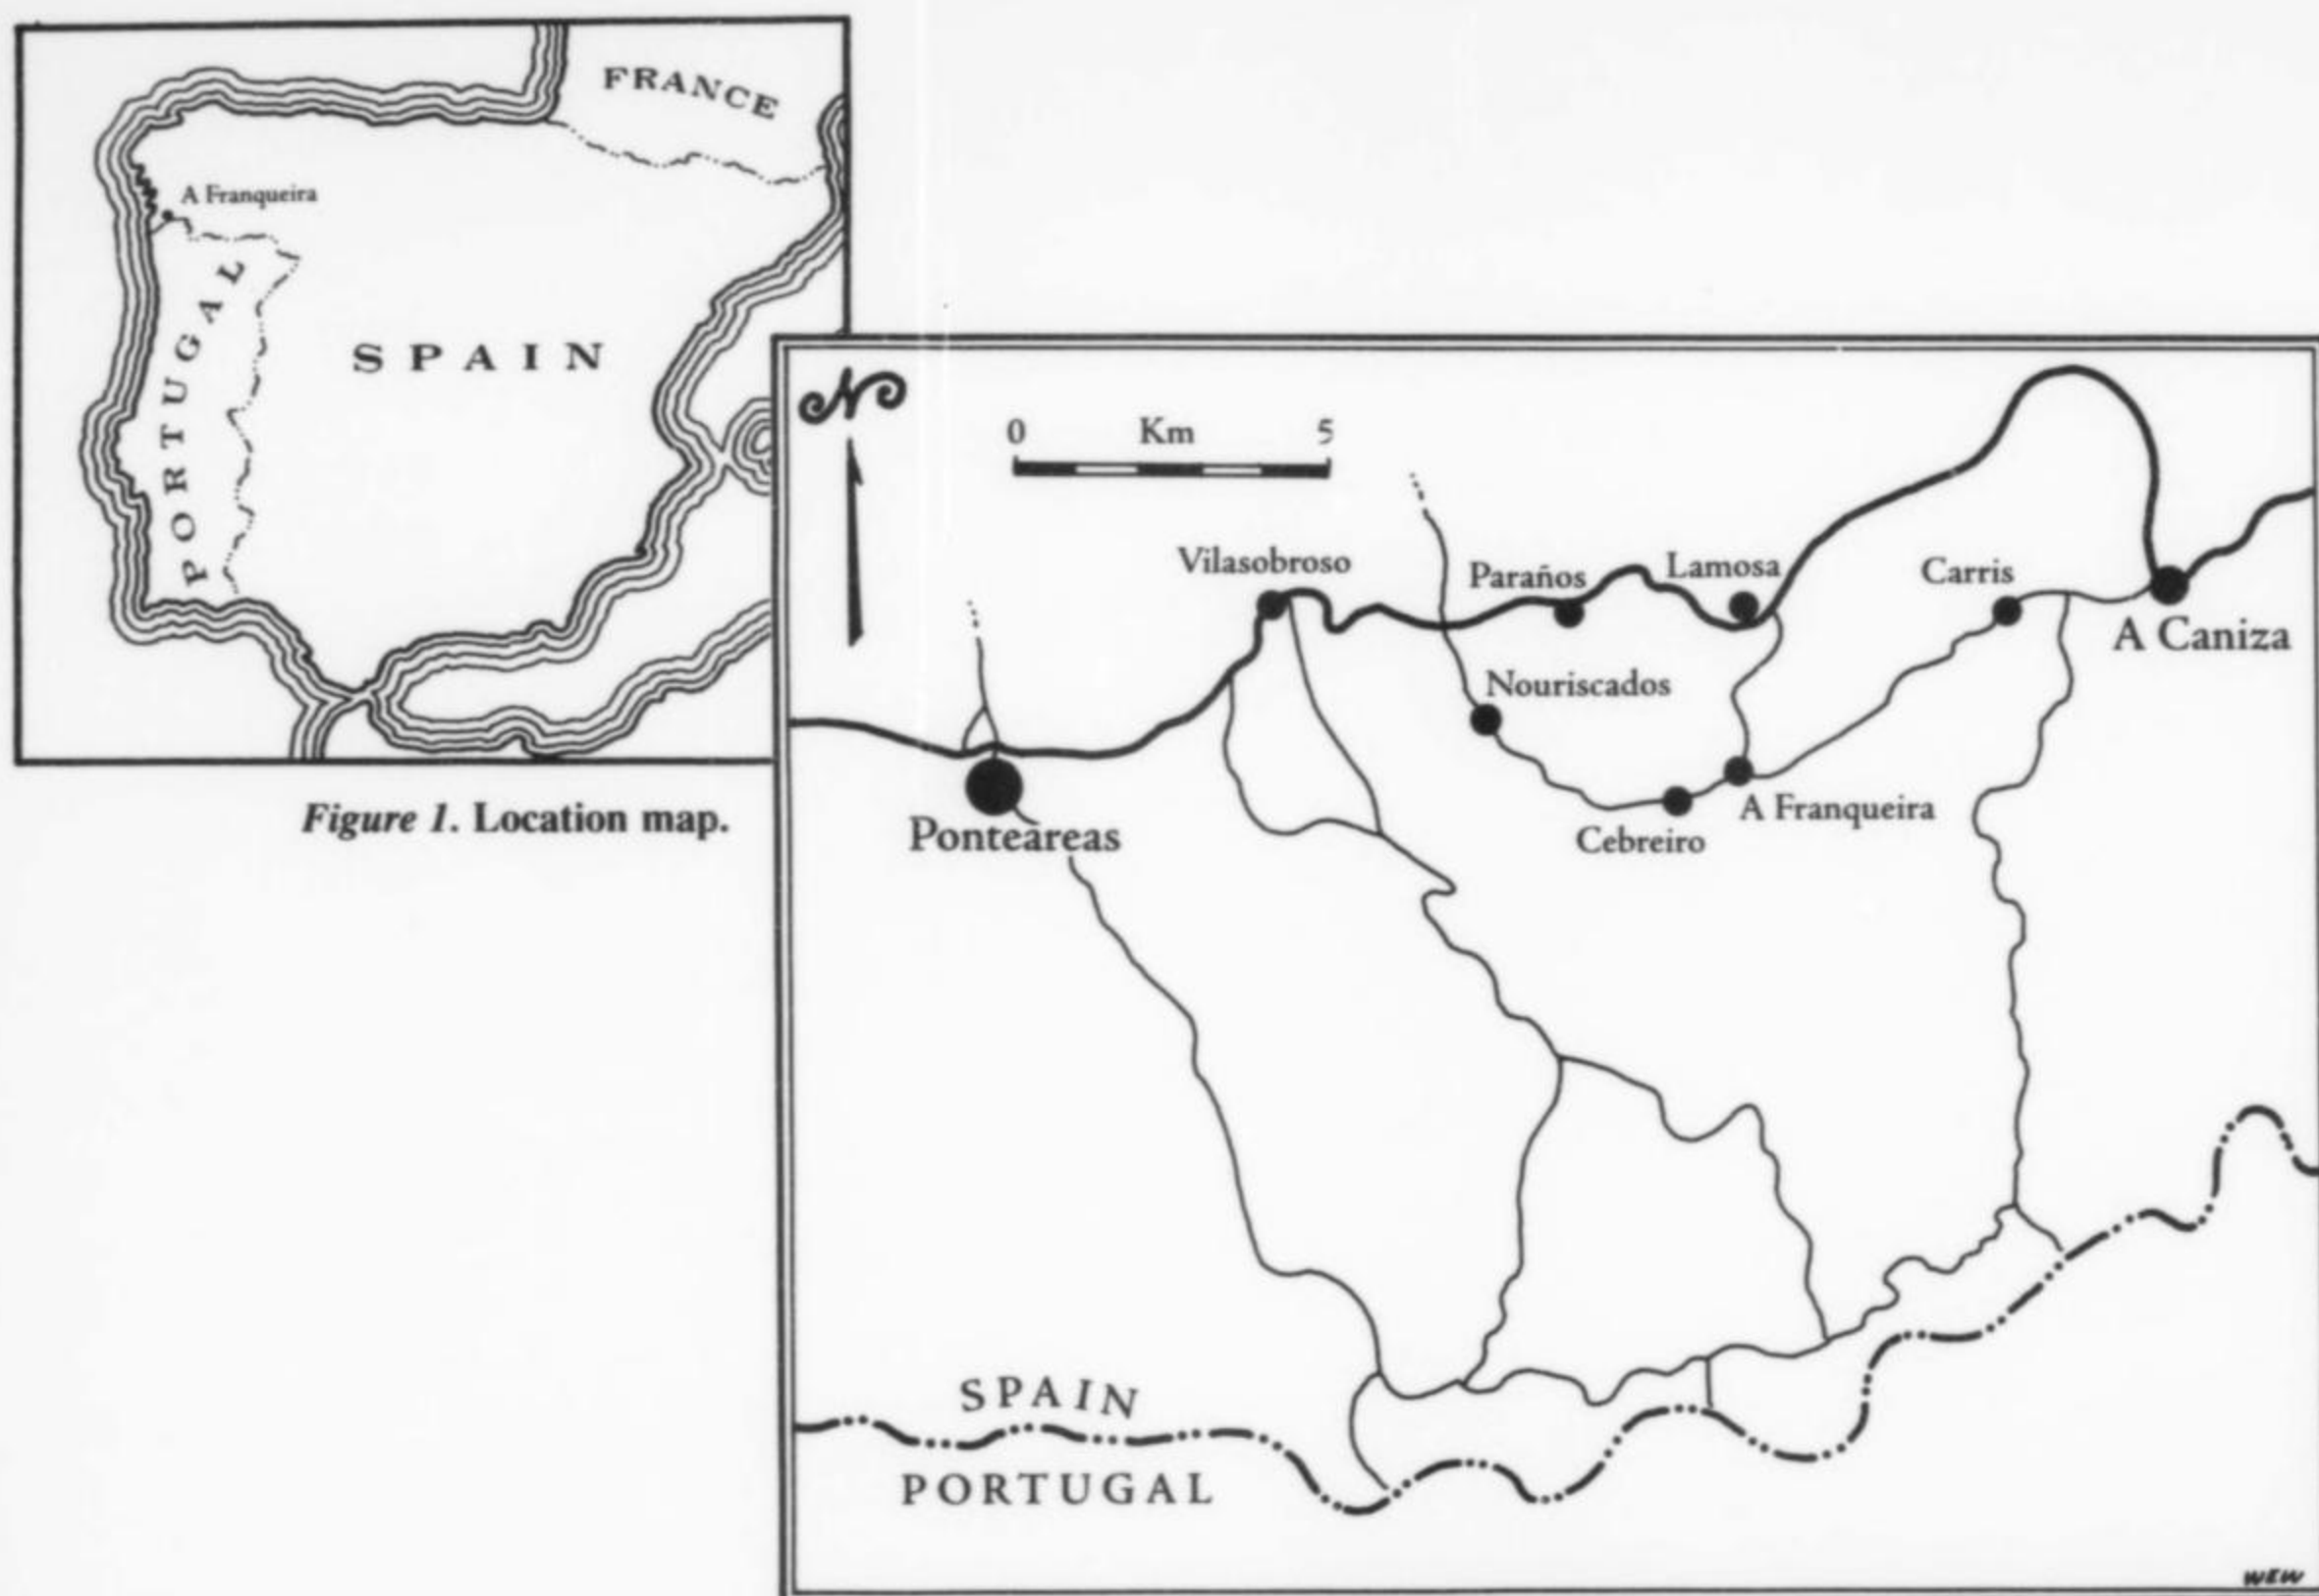 FRANCE
A Franqueira
PORTUGAL
SPAIN
Figure 1. Location map.
N
0 Km 5
Vilasobroso
Paraños
Lamosa
Carris
A Caniza
Nouriscados
A Franqueira
Cebreiro
Ponteareas
SPAIN
PORTUGAL
WEW